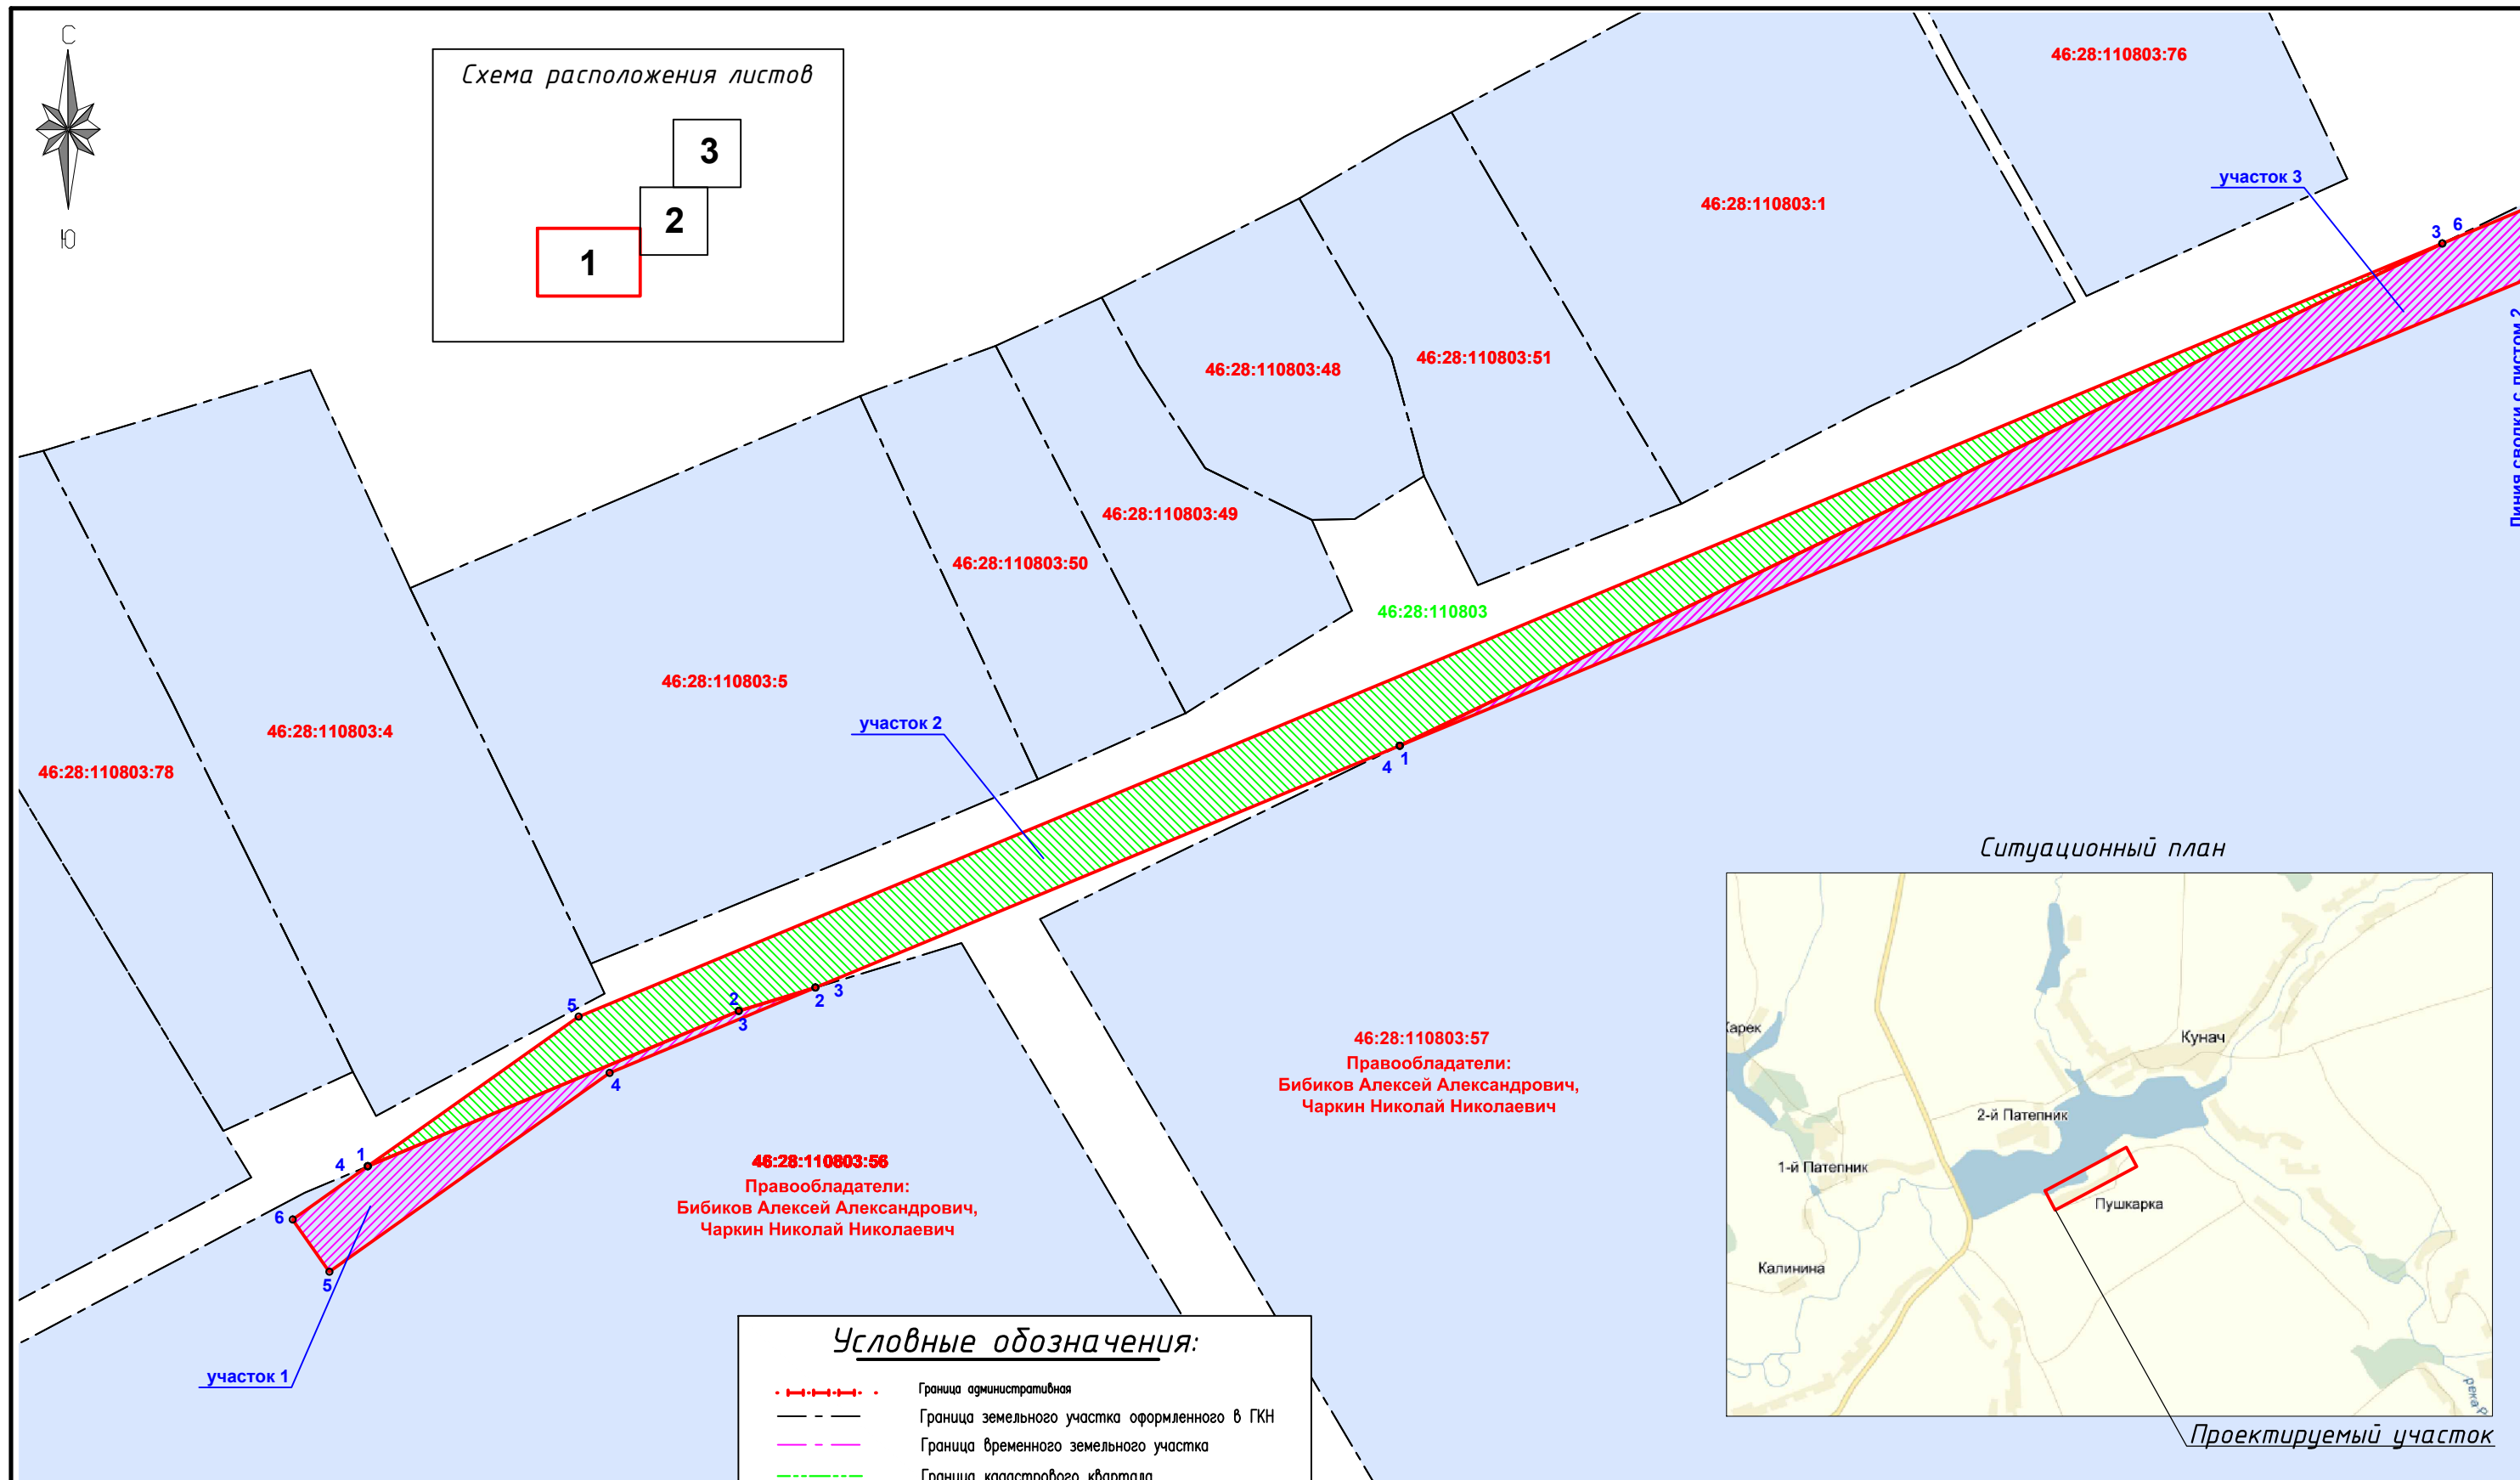 С
Ю
Схема расположения листов
3
2
1
46:28:110803:76
46:28:110803:1
участок 3
3 6
46:28:110803:48
46:28:110803:51
Линия сводки с листом 2
46:28:110803:49
46:28:110803:50
46:28:110803
46:28:110803:5
46:28:110803:4
участок 2
46:28:110803:78
4 1
5
2
3
2 3
4
1
4
6
5
участок 1
46:28:110803:57
Правообладатели:
Бибиков Алексей Александрович,
Чаркин Николай Николаевич
46:28:110803:56
Правообладатели:
Бибиков Алексей Александрович,
Чаркин Николай Николаевич
Ситуационный план
Карек
Кунач
2-й Патепник
1-й Патепник
Пушкарка
Калинина
река
Проектируемый участок
Условные обозначения:
Граница административная
Граница земельного участка оформленного в ГКН
Граница временного земельного участка
Граница кадастрового квартала